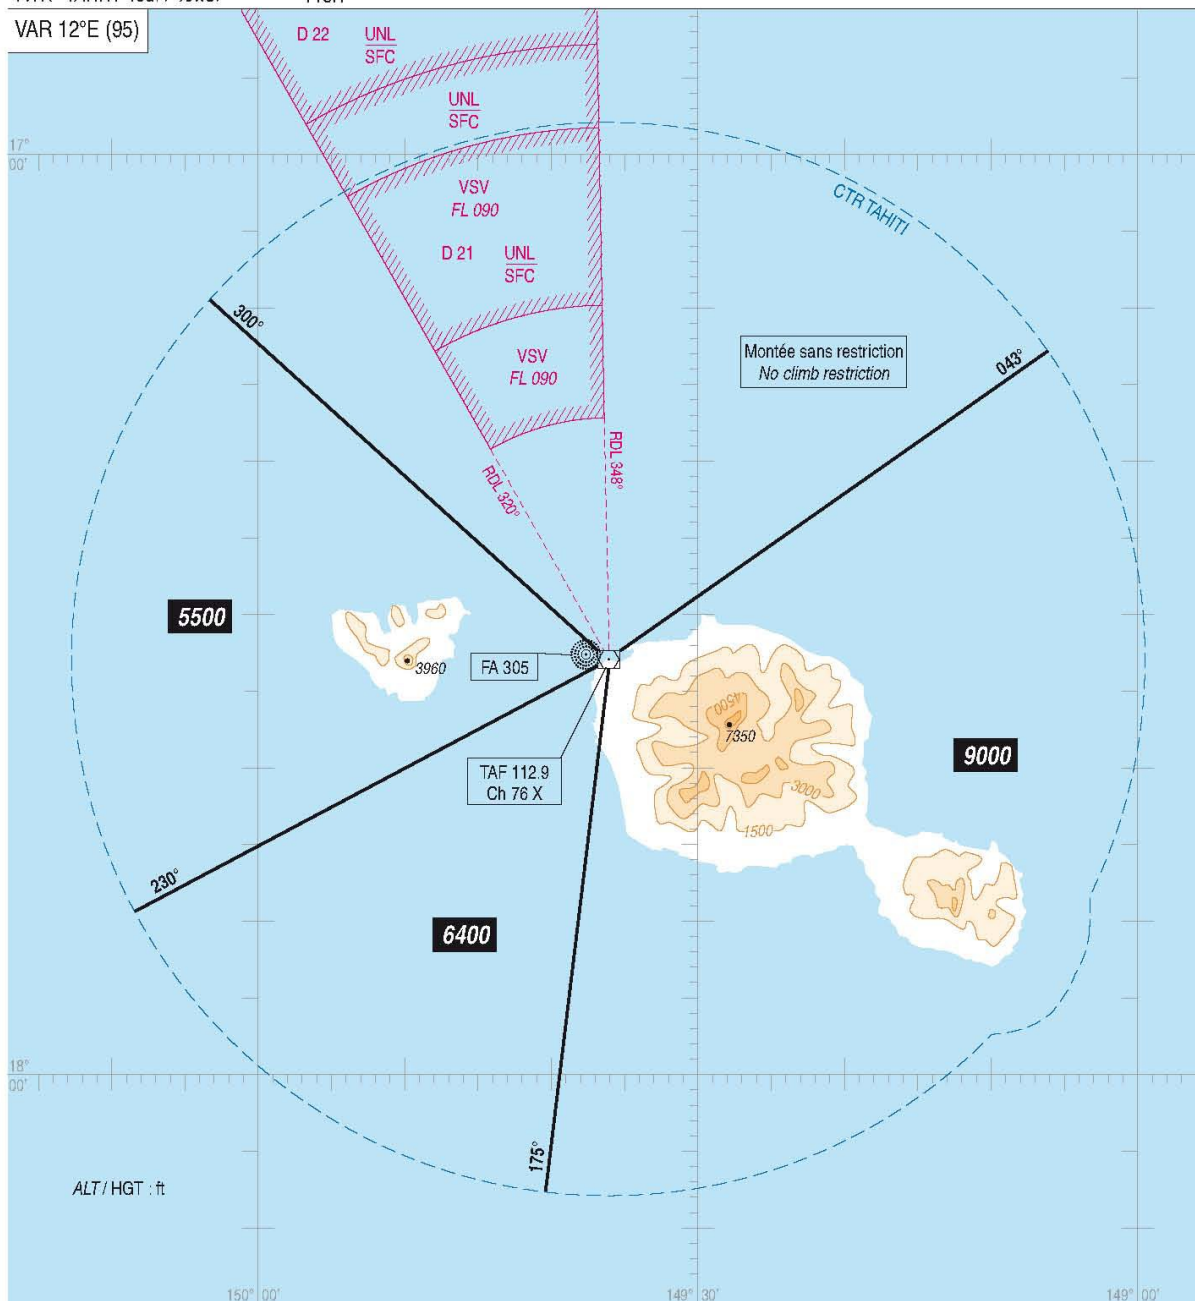 VAR 12°E (95)
D 22
UNL
SFC
UNL
SFC
17°
00'
VSV
FL 090
CTR TAHITI
D 21
UNL
SFC
300°
VSV
FL 090
Montée sans restriction
No climb restriction
043°
RDL 348°
RDL 320°
5500
3960
FA 305
4500
7350
9000
TAF 112.9
Ch 76 X
3000
1500
230°
6400
18°
00'
175°
ALT / HGT : ft
150° 00'
149° 30'
149° 00'